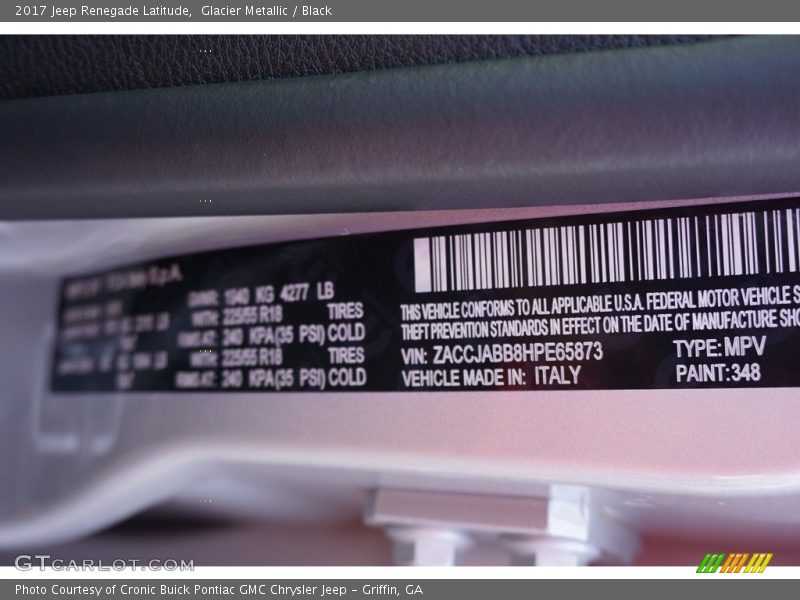 2017 Jeep Renegade Latitude,  Glacier Metallic / Black
S.p.A.
1940 KG 4277 LB
225/55 R18 TIRES
240 KPA(35 PSI) COLD
225/55 R18 TIRES
240 KPA(35 PSI) COLD
THIS VEHICLE CONFORMS TO ALL APPLICABLE U.S.A. FEDERAL MOTOR VEHICLE S
THEFT PREVENTION STANDARDS IN EFFECT ON THE DATE OF MANUFACTURE SHO
VIN: ZACCJABB8HPE65873 TYPE: MPV
VEHICLE MADE IN: ITALY PAINT: 348
GTCARLOT.COM
Photo Courtesy of Cronic Buick Pontiac GMC Chrysler Jeep – Griffin, GA